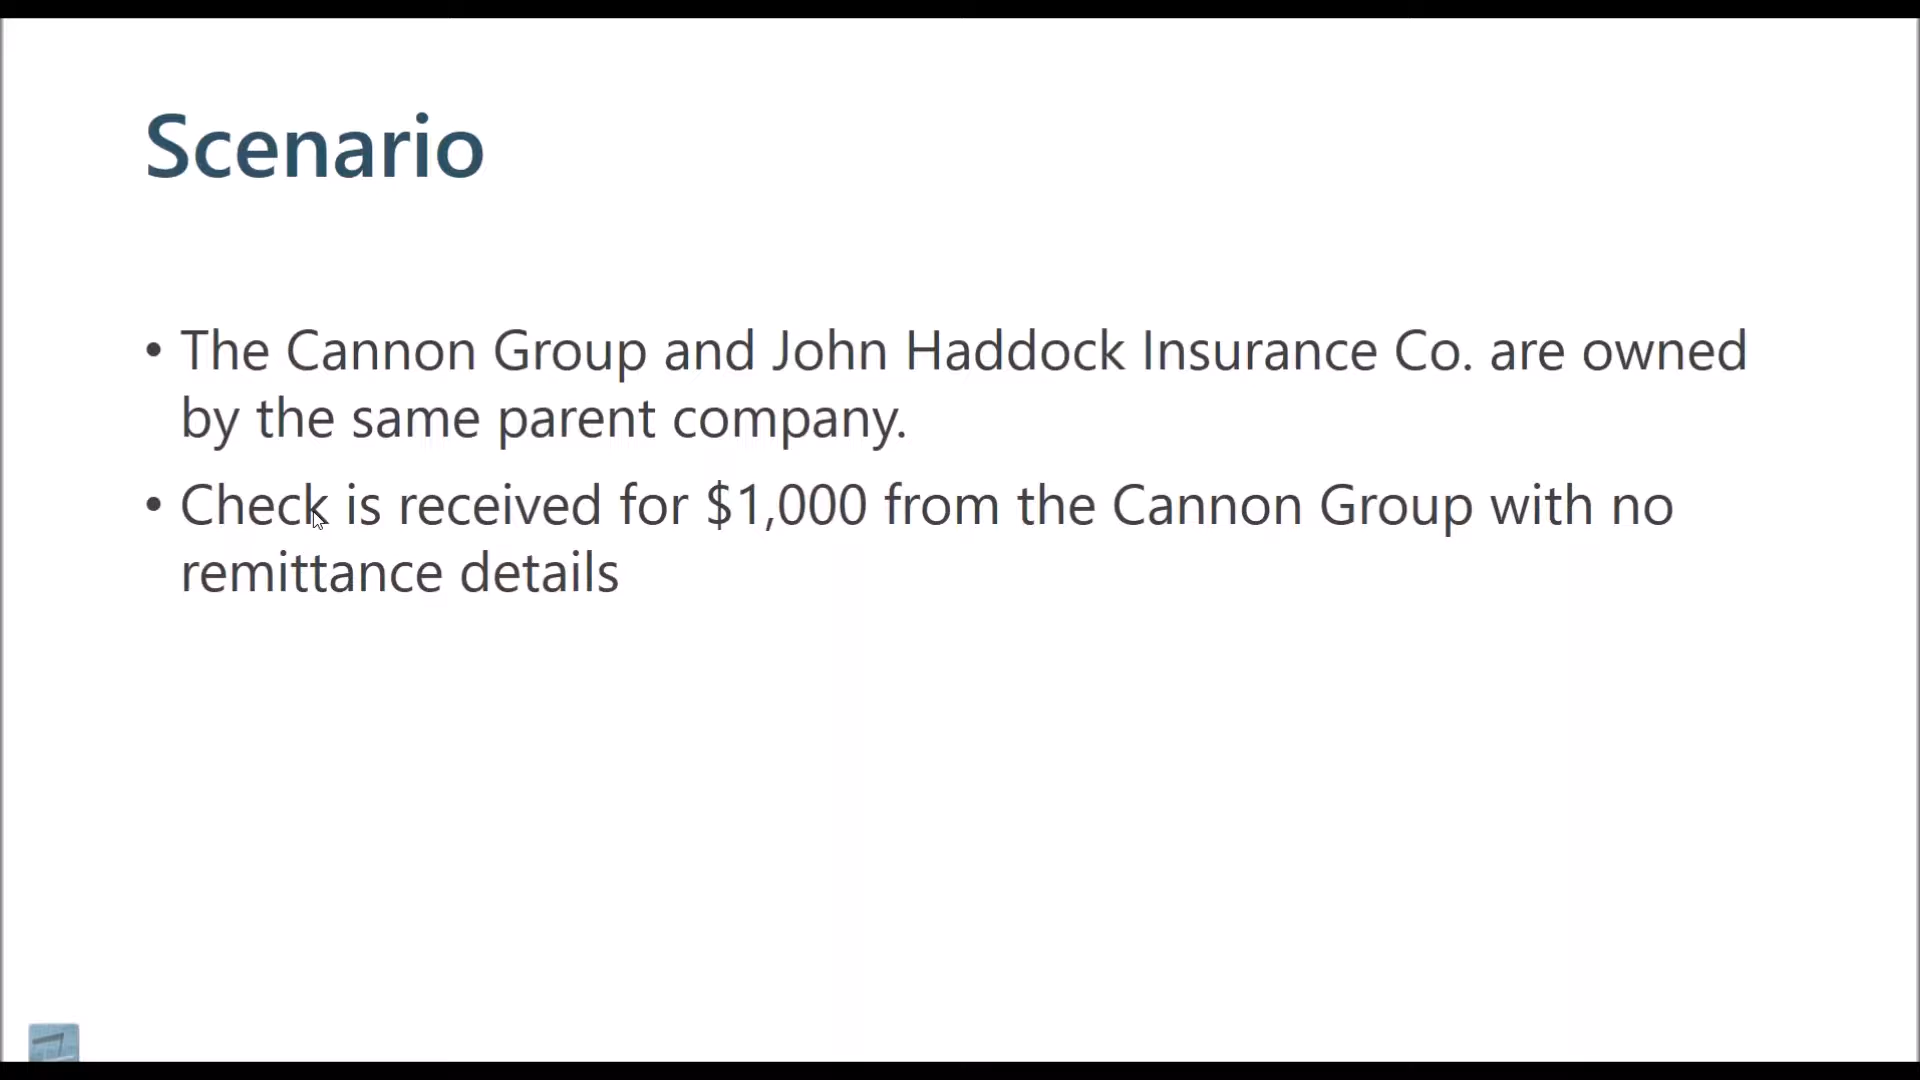 Scenario
• The Cannon Group and John Haddock Insurance Co. are owned
by the same parent company.
• Check is received for $1,000 from the Cannon Group with no
remittance details